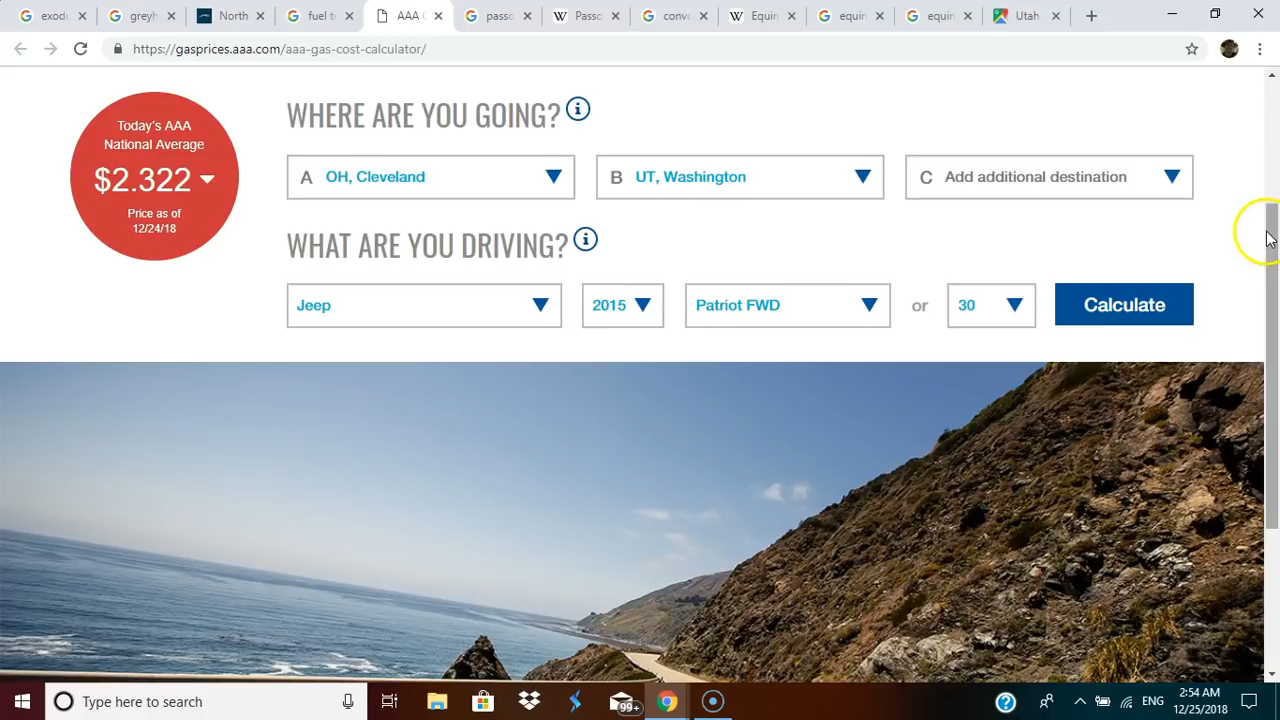 exodu
greyh
North
fuel t
AAA
passo
Passo
conv
Equin
equin
equin
Utah
https://gasprices.aaa.com/aaa-gas-cost-calculator/
Today's AAA
National Average
$2.322
Price as of
12/24/18
WHERE ARE YOU GOING?
A OH, Cleveland
B UT, Washington
C Add additional destination
WHAT ARE YOU DRIVING?
Jeep
2015
Patriot FWD
or
30
Calculate
Type here to search
99+
ENG
2:54 AM
12/25/2018